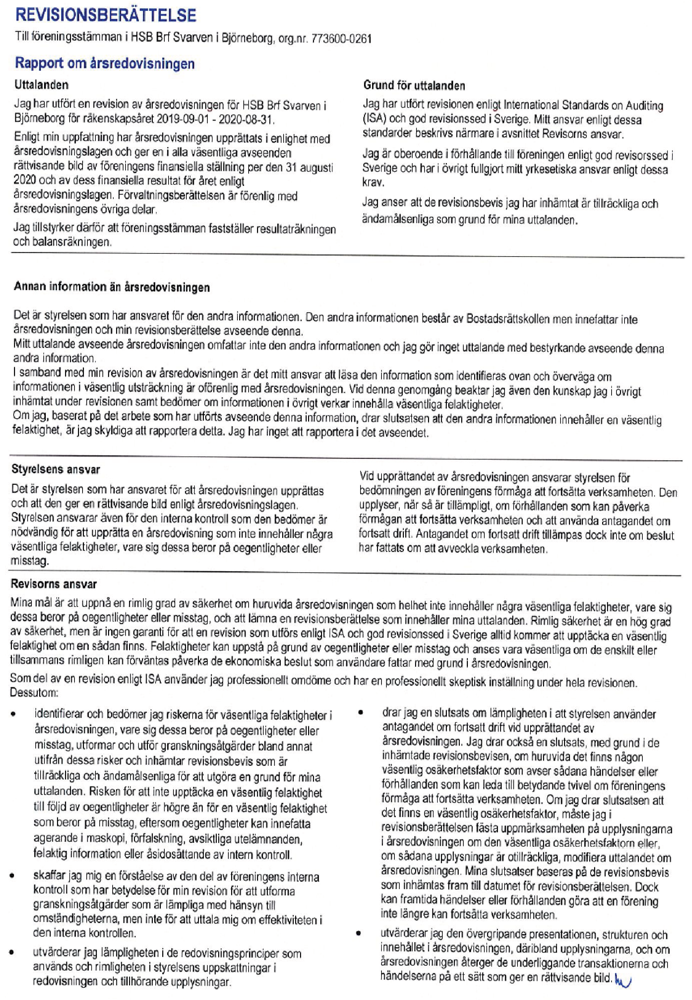 REVISIONSBERÄTTELSE
Till föreningsstämman i HSB Brf Svarven i Björneborg, org.nr. 773600-0261
Rapport om årsredovisningen
Uttalanden
Jag har utfört en revision av årsredovisningen för HSB Brf Svarven i
Björneborg för räkenskapsåret 2019-09-01 - 2020-08-31.
Enligt min uppfattning har årsredovisningen upprättats i enlighet med
årsredovisningslagen och ger en i alla väsentliga avseenden
rättvisande bild av föreningens finansiella ställning per den 31 augusti
2020 och av dess finansiella resultat för året enligt
årsredovisningslagen. Förvaltningsberättelsen är förenlig med
årsredovisningens övriga delar.
Jag tillstyrker därför att föreningsstämman fastställer resultaträkningen
och balansräkningen.
Grund för uttalanden
Jag har utfört revisionen enligt International Standards on Auditing
(ISA) och god revisionssed i Sverige. Mitt ansvar enligt dessa
standarder beskrivs närmare i avsnittet Revisorns ansvar.
Jag är oberoende i förhållande till föreningen enligt god revisorssed i
Sverige och har i övrigt fullgjort mitt yrkesetiska ansvar enligt dessa
krav.
Jag anser att de revisionsbevis jag har inhämtat är tillräckliga och
ändamålsenliga som grund för mina uttalanden.
Annan information än årsredovisningen
Det är styrelsen som har ansvaret för den andra informationen. Den andra informationen består av Bostadsrättskollen men innefattar inte
årsredovisningen och min revisionsberättelse avseende denna.
Mitt uttalande avseende årsredovisningen omfattar inte den andra informationen och jag gör inget uttalande med bestyrkande avseende denna
andra information.
I samband med min revision av årsredovisningen är det mitt ansvar att läsa den information som identifieras ovan och överväga om
informationen i väsentlig utsträckning är oförenlig med årsredovisningen. Vid denna genomgång beaktar jag även den kunskap jag i övrigt
inhämtat under revisionen samt bedömer om informationen i övrigt verkar innehålla väsentliga felaktigheter.
Om jag, baserat på det arbete som har utförts avseende denna information, drar slutsatsen att den andra informationen innehåller en väsentlig
felaktighet, är jag skyldiga att rapportera detta. Jag har inget att rapportera i det avseendet.
Styrelsens ansvar
Det är styrelsen som har ansvaret för att årsredovisningen upprättas
och att den ger en rättvisande bild enligt årsredovisningslagen.
Styrelsen ansvarar även för den interna kontroll som den bedömer är
nödvändig för att upprätta en årsredovisning som inte innehåller några
väsentliga felaktigheter, vare sig dessa beror på oegentligheter eller
misstag.
Vid upprättandet av årsredovisningen ansvarar styrelsen för
bedömningen av föreningens förmåga att fortsätta verksamheten. Den
upplyser, när så är tillämpligt, om förhållanden som kan påverka
förmågan att fortsätta verksamheten och att använda antagandet om
fortsatt drift. Antagandet om fortsatt drift tillämpas dock inte om beslut
har fattats om att avveckla verksamheten.
Revisorns ansvar
Mina mål är att uppnå en rimlig grad av säkerhet om huruvida årsredovisningen som helhet inte innehåller några väsentliga felaktigheter, vare sig
dessa beror på oegentligheter eller misstag, och att lämna en revisionsberättelse som innehåller mina uttalanden. Rimlig säkerhet är en hög grad
av säkerhet, men är ingen garanti för att en revision som utförs enligt ISA och god revisionssed i Sverige alltid kommer att upptäcka en väsentlig
felaktighet om en sådan finns. Felaktigheter kan uppstå på grund av oegentligheter eller misstag och anses vara väsentliga om de enskilt eller
tillsammans rimligen kan förväntas påverka de ekonomiska beslut som användare fattar med grund i årsredovisningen.
Som del av en revision enligt ISA använder jag professionellt omdöme och har en professionellt skeptisk inställning under hela revisionen.
Dessutom:
• identifierar och bedömer jag riskerna för väsentliga felaktigheter i
årsredovisningen, vare sig dessa beror på oegentligheter eller
misstag, utformar och utför granskningsåtgärder bland annat
utifrån dessa risker och inhämtar revisionsbevis som är
tillräckliga och ändamålsenliga för att utgöra en grund för mina
uttalanden. Risken för att inte upptäcka en väsentlig felaktighet
till följd av oegentligheter är högre än för en väsentlig felaktighet
som beror på misstag, eftersom oegentligheter kan innefatta
agerande i maskopi, förfalskning, avsiktliga utelämnanden,
felaktig information eller åsidosättande av intern kontroll.
• skaffar jag mig en förståelse av den del av föreningens interna
kontroll som har betydelse för min revision för att utforma
granskningsåtgärder som är lämpliga med hänsyn till
omständigheterna, men inte för att uttala mig om effektiviteten i
den interna kontrollen.
• utvärderar jag lämpligheten i de redovisningsprinciper som
används och rimligheten i styrelsens uppskattningar i
redovisningen och tillhörande upplysningar.
• drar jag en slutsats om lämpligheten i att styrelsen använder
antagandet om fortsatt drift vid upprättandet av
årsredovisningen. Jag drar också en slutsats, med grund i de
inhämtade revisionsbevisen, om huruvida det finns någon
väsentlig osäkerhetsfaktor som avser sådana händelser eller
förhållanden som kan leda till betydande tvivel om föreningens
förmåga att fortsätta verksamheten. Om jag drar slutsatsen att
det finns en väsentlig osäkerhetsfaktor, måste jag i
revisionsberättelsen fästa uppmärksamheten på upplysningarna
i årsredovisningen om den väsentliga osäkerhetsfaktorn eller,
om sådana upplysningar är otillräckliga, modifiera uttalandet om
årsredovisningen. Mina slutsatser baseras på de revisionsbevis
som inhämtas fram till datumet för revisionsberättelsen. Dock
kan framtida händelser eller förhållanden göra att en förening
inte längre kan fortsätta verksamheten.
• utvärderar jag den övergripande presentationen, strukturen och
innehållet i årsredovisningen, däribland upplysningarna, och om
årsredovisningen återger de underliggande transaktionerna och
händelserna på ett sätt som ger en rättvisande bild.